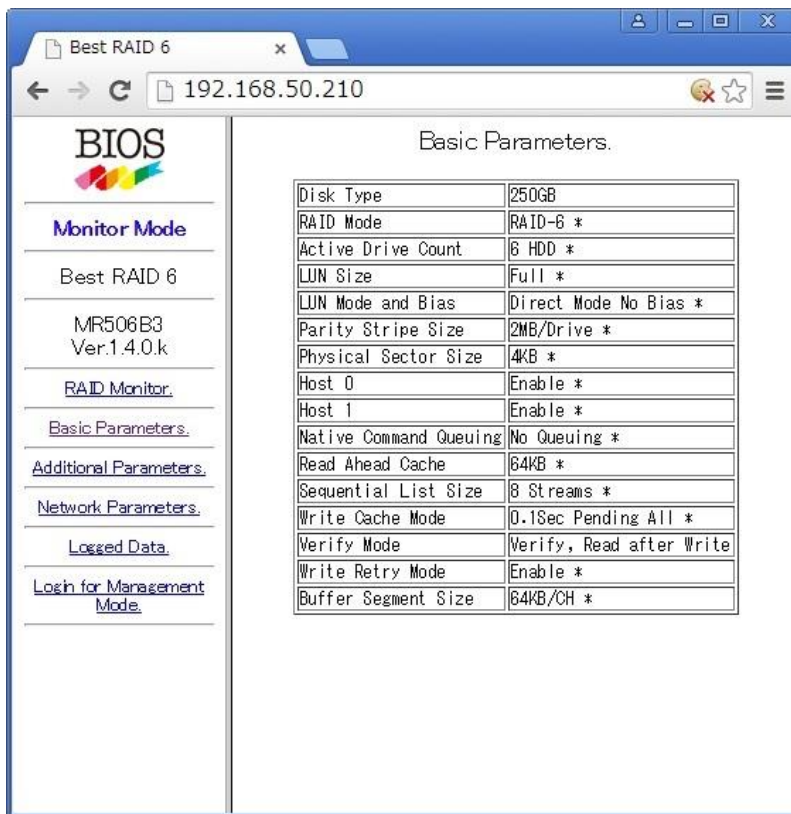 Best RAID 6
192.168.50.210
BIOS
Monitor Mode
Best RAID 6
MR506B3
Ver.1.4.0.k
RAID Monitor.
Basic Parameters.
Additional Parameters.
Network Parameters.
Logged Data.
Login for Management
Mode.
Basic Parameters.
Disk Type 250GB
RAID Mode RAID-6 *
Active Drive Count 6 HDD *
LUN Size Full *
LUN Mode and Bias Direct Mode No Bias *
Parity Stripe Size 2MB/Drive *
Physical Sector Size 4KB *
Host 0 Enable *
Host 1 Enable *
Native Command Queuing No Queuing *
Read Ahead Cache 64KB *
Sequential List Size 8 Streams *
Write Cache Mode 0.1Sec Pending All *
Verify Mode Verify, Read after Write
Write Retry Mode Enable *
Buffer Segment Size 64KB/CH *